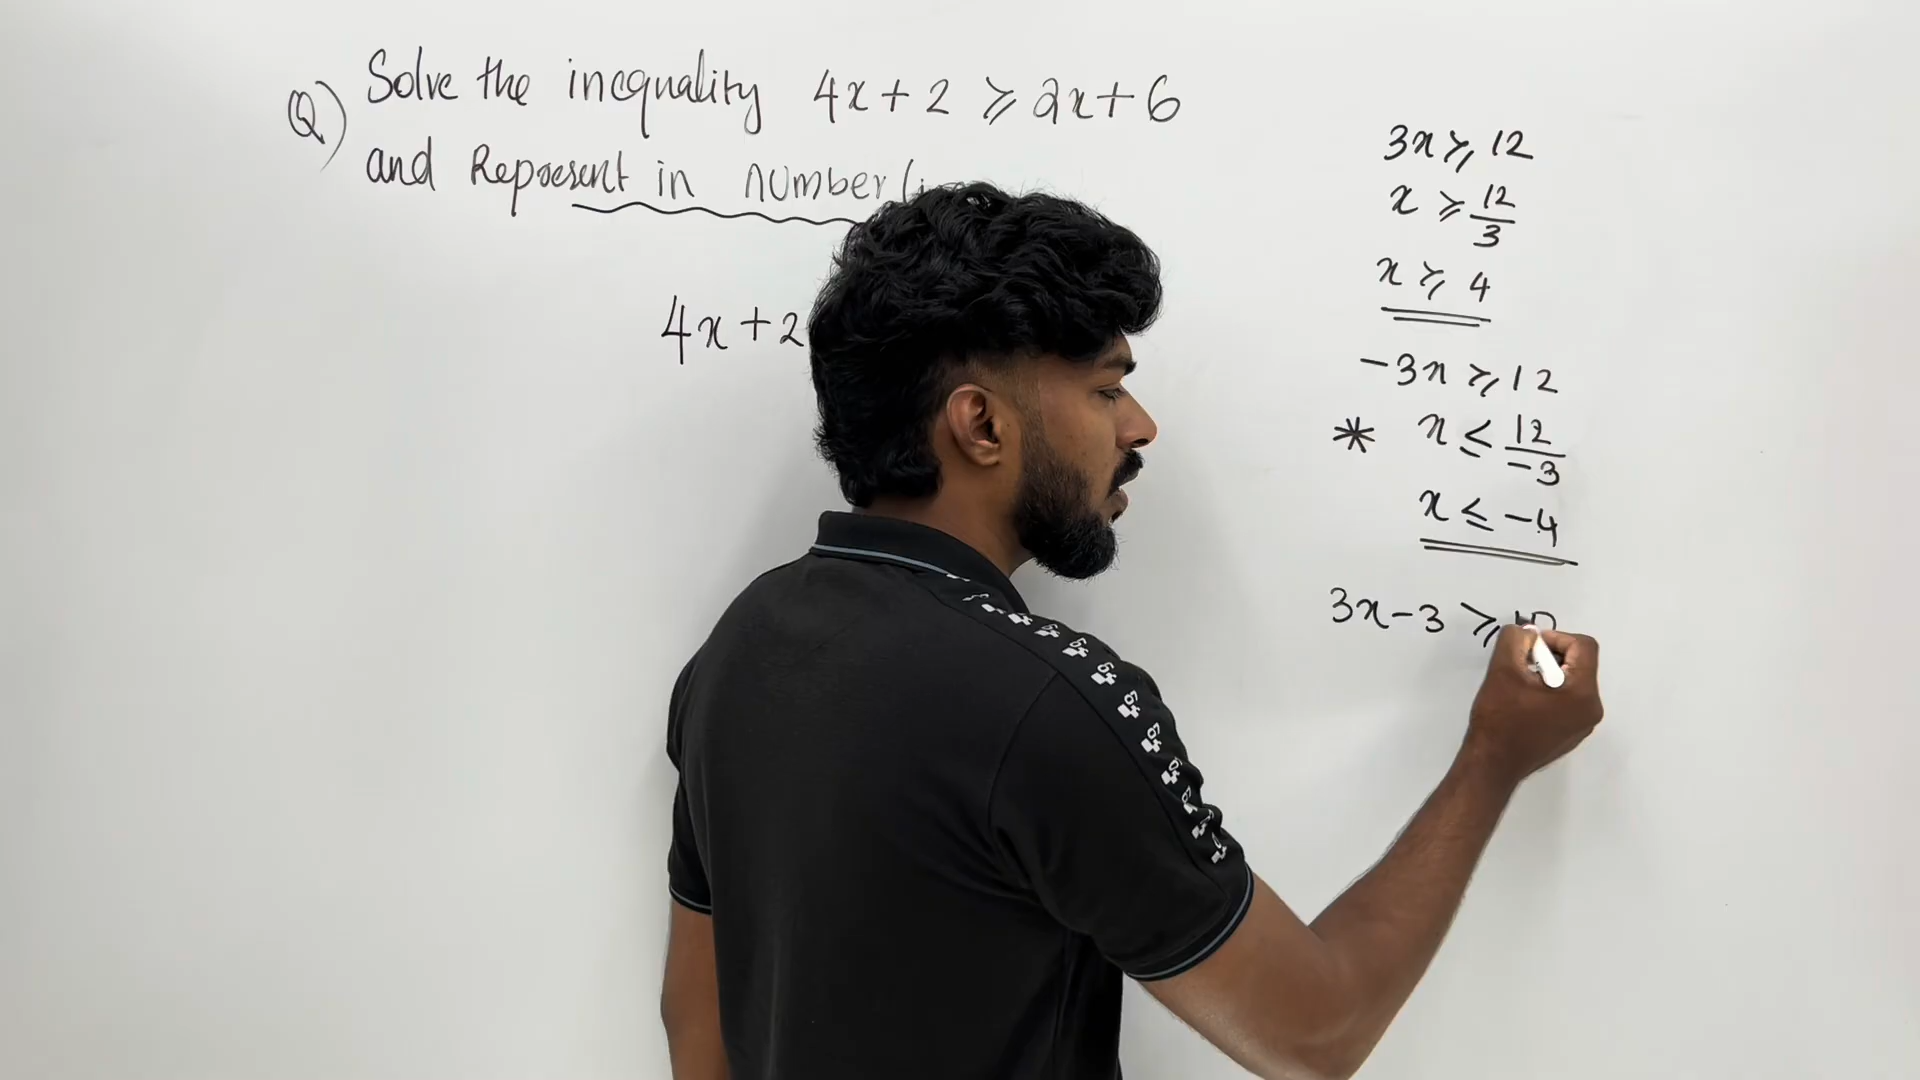 Q) Solve the inequality 4x + 2 ⩾ 2x + 6
and Represent in number
4x + 2
3x ⩾ 12
x ⩾ 12/3
x ⩾ 4
-3x ⩾ 12
* x ≤ 12/-3
x ≤ -4
3x - 3 ⩾